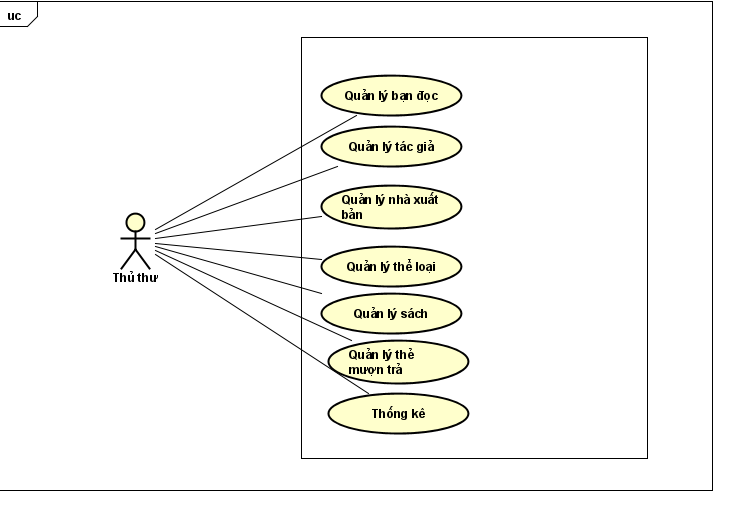 uc
Quản lý bạn đọc
Quản lý tác giả
Quản lý nhà xuất
bản
Thủ thư
Quản lý thể loại
Quản lý sách
Quản lý thẻ
mượn trả
Thống kê